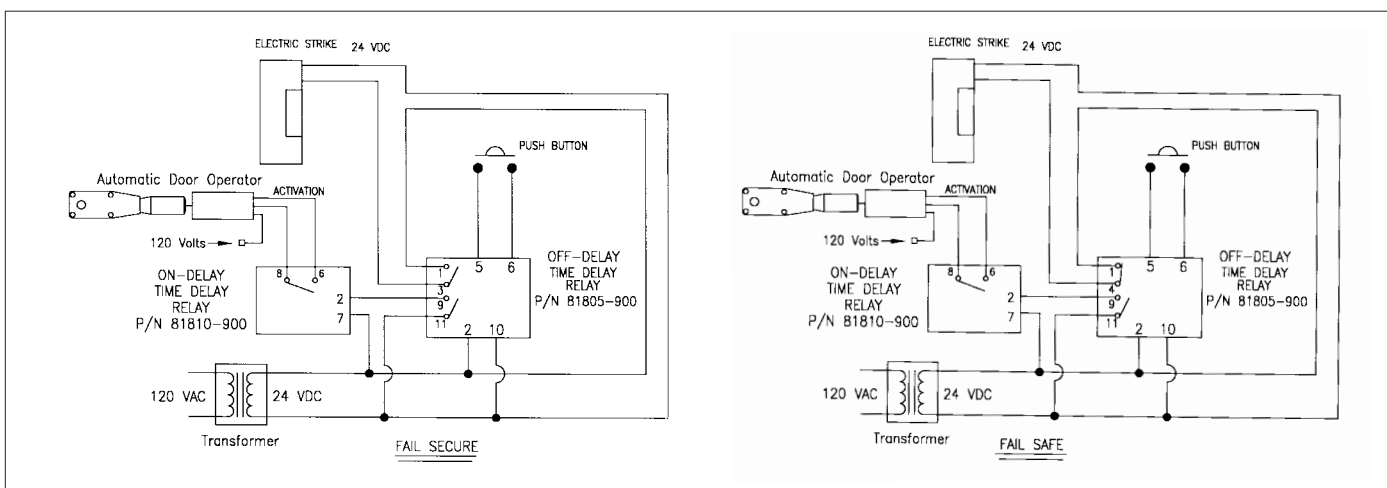 ELECTRIC STRIKE 24 VDC
PUSH BUTTON
Automatic Door Operator
ACTIVATION
120 Volts
8 6
5 6
OFF-DELAY
TIME DELAY
RELAY
P/N 81805-900
ON-DELAY
TIME DELAY
RELAY
P/N 81810-900
2
7
1
3
9
11
2 10
120 VAC
24 VDC
Transformer
FAIL SECURE
ELECTRIC STRIKE 24 VDC
PUSH BUTTON
Automatic Door Operator
ACTIVATION
120 Volts
8 6
5 6
OFF-DELAY
TIME DELAY
RELAY
P/N 81805-900
ON-DELAY
TIME DELAY
RELAY
P/N 81810-900
2
7
1
4
9
11
2 10
120 VAC
24 VDC
Transformer
FAIL SAFE